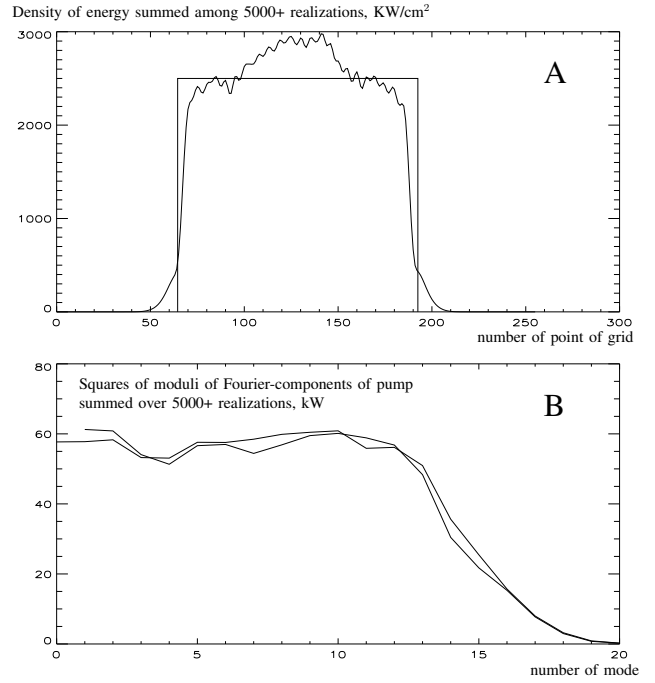 Density of energy summed among 5000+ realizations, KW/cm²
3000
A
2000
1000
0
0 50 100 150 200 250 300
number of point of grid
80
Squares of moduli of Fourier-components of pump
summed over 5000+ realizations, kW
B
60
40
20
0
0 5 10 15 20
number of mode